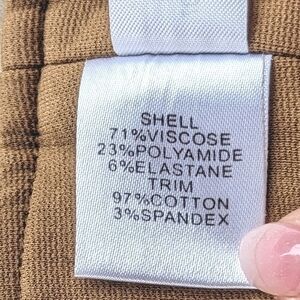 SHELL
71%VISCOSE
23%POLYAMIDE
6%ELASTANE
TRIM
97%COTTON
3%SPANDEX